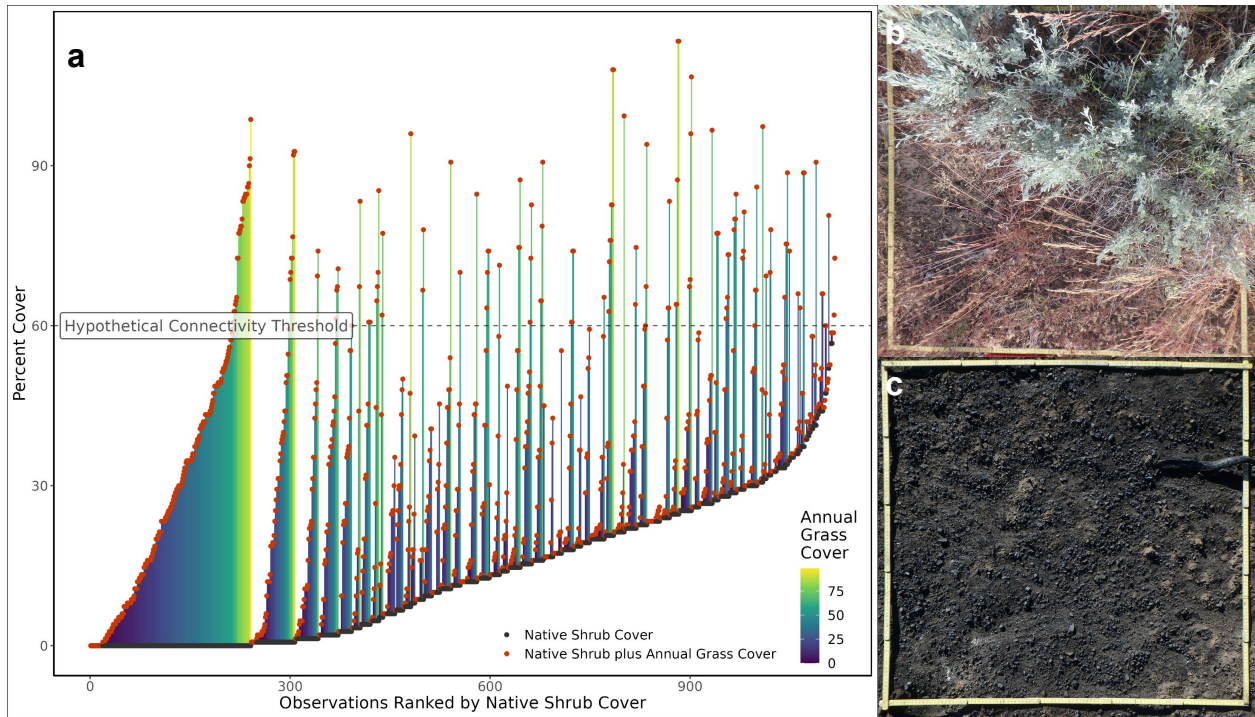 a
Percent Cover
90
60
30
0
Hypothetical Connectivity Threshold
Annual
Grass
Cover
75
50
25
0
Native Shrub Cover
Native Shrub plus Annual Grass Cover
0
300
600
900
Observations Ranked by Native Shrub Cover
b
c